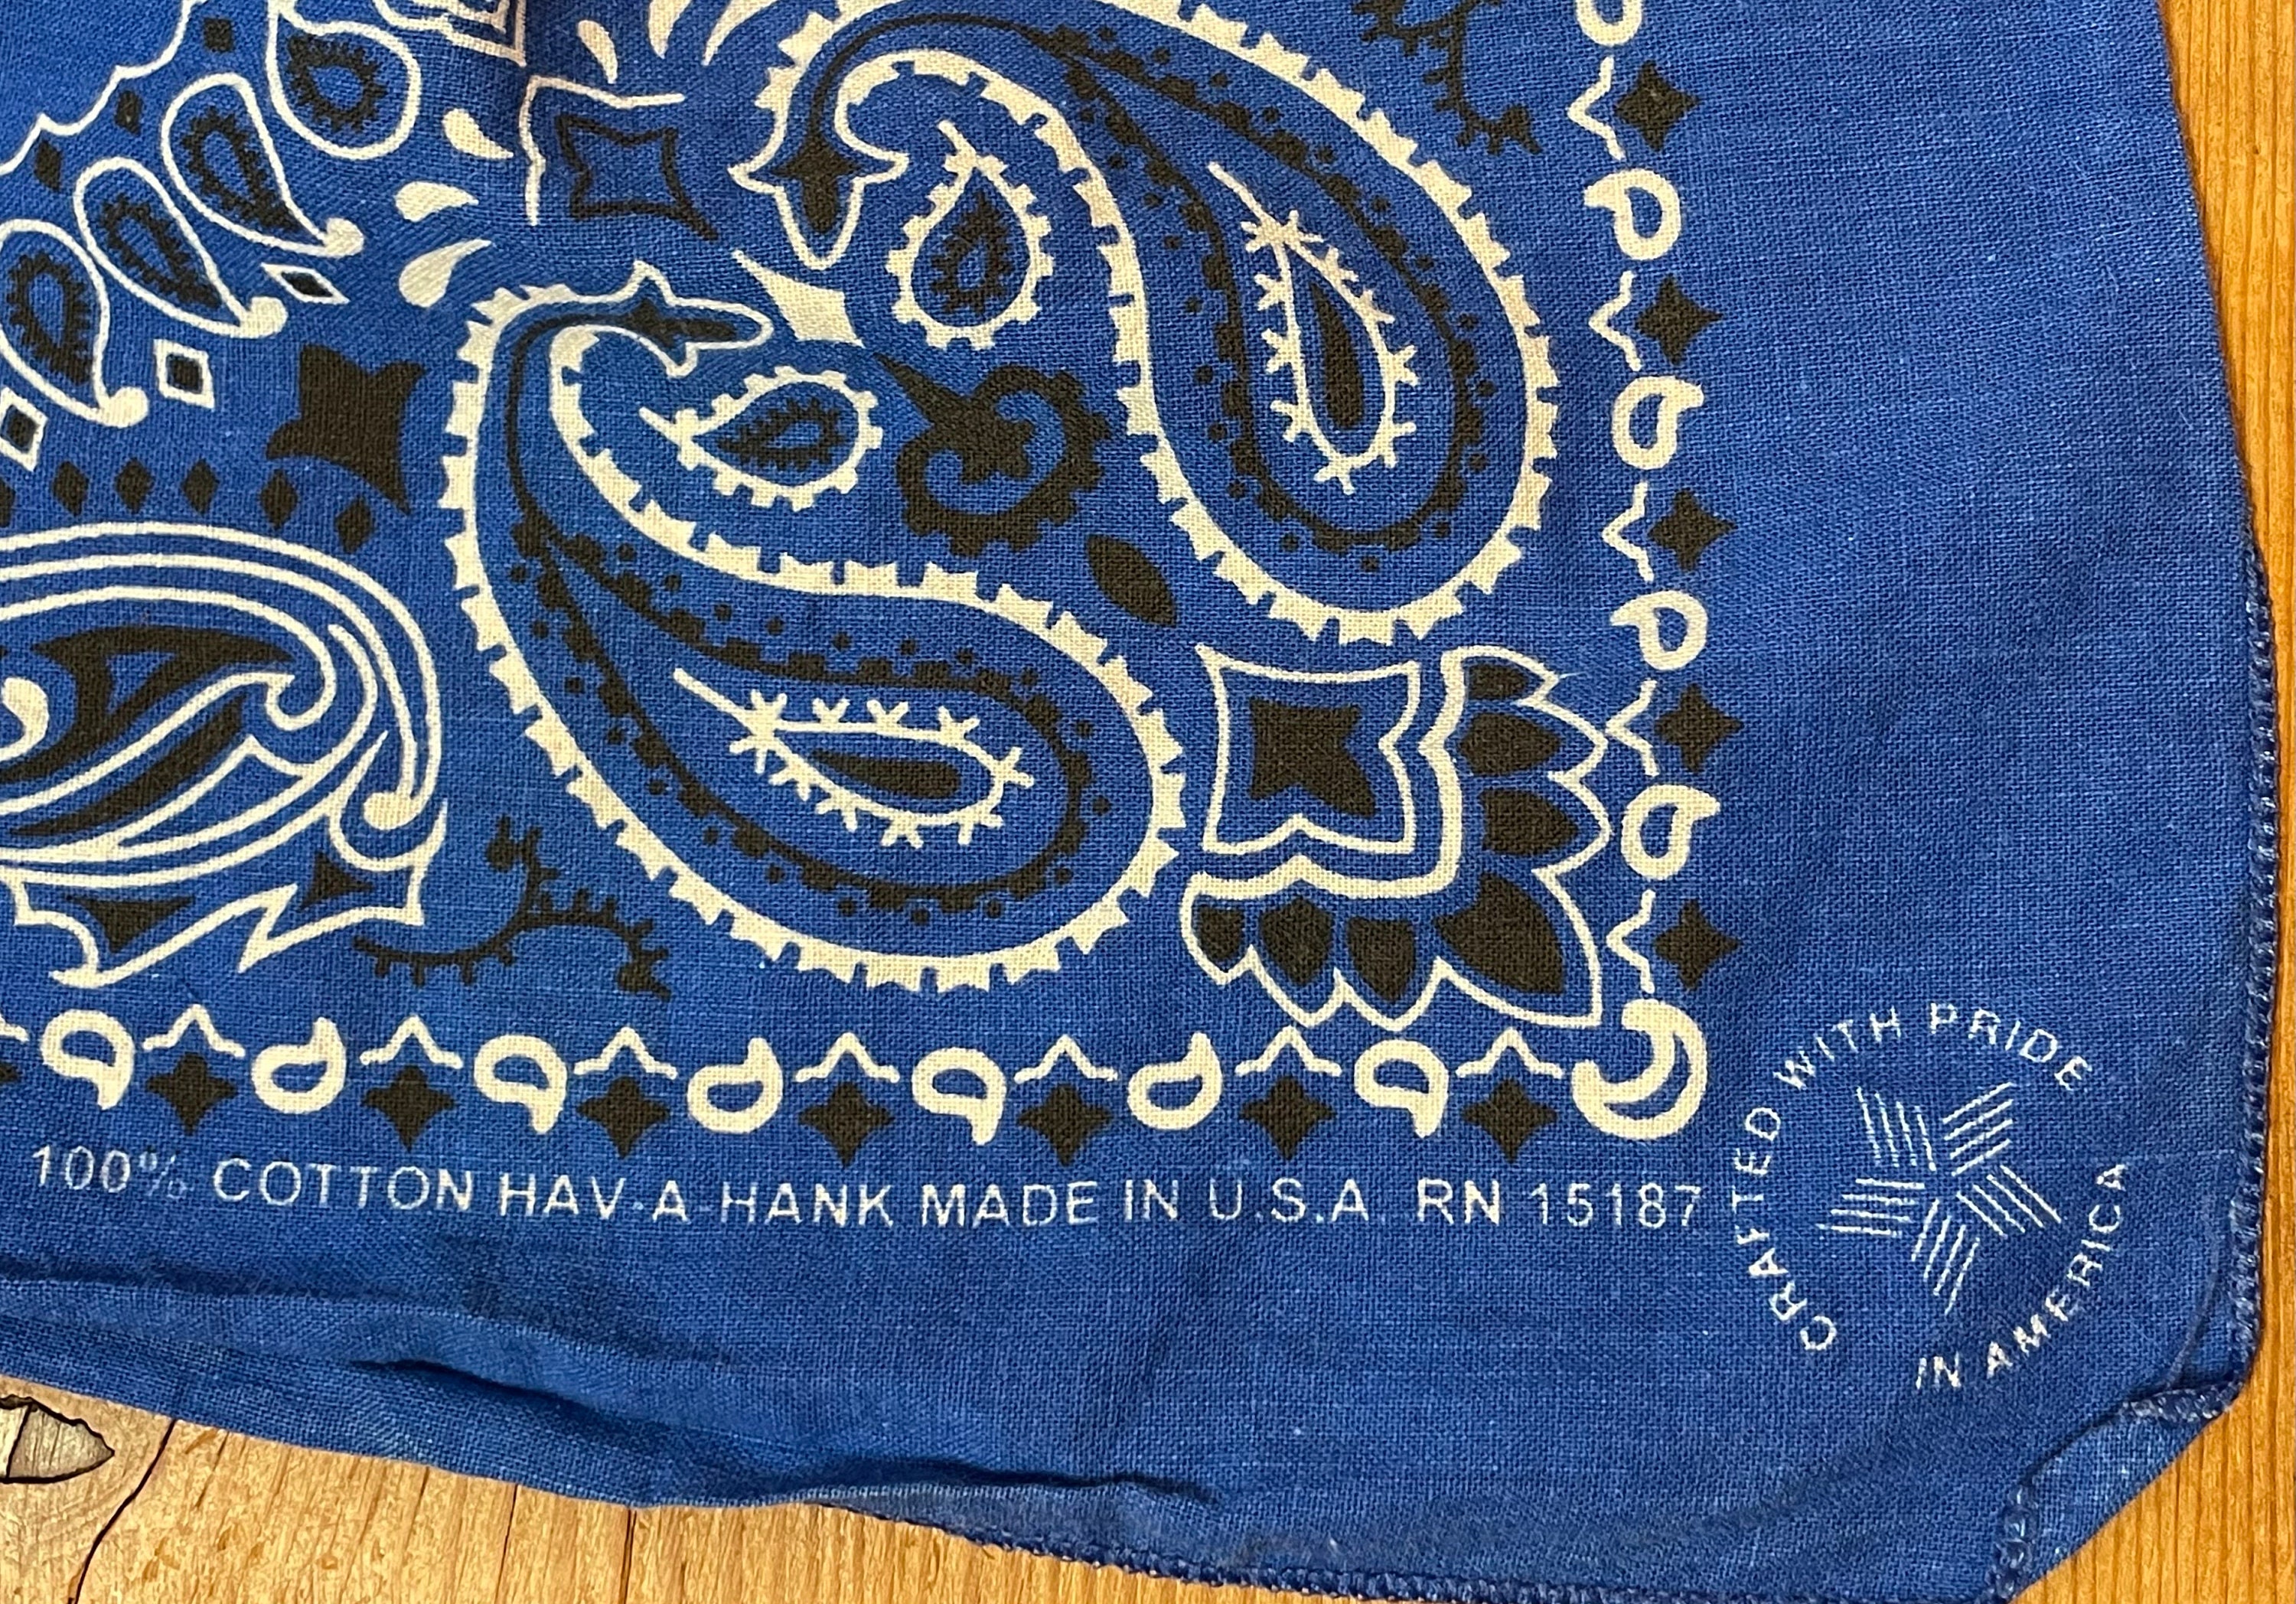 100% COTTON HAV-A-HANK MADE IN U.S.A. RN 15187
CRAFTED WITH PRIDE
IN AMERICA